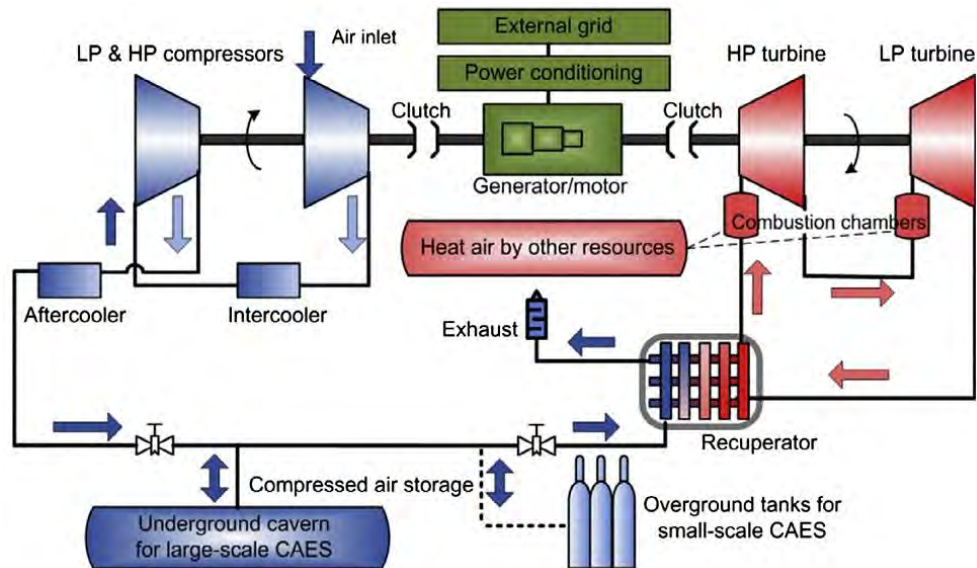 External grid
Air inlet
LP & HP compressors
HP turbine
LP turbine
Power conditioning
Clutch
Clutch
Generator/motor
Combustion chambers
Heat air by other resources
Aftercooler
Intercooler
Exhaust
Recuperator
Compressed air storage
Underground cavern
for large-scale CAES
Overground tanks for
small-scale CAES